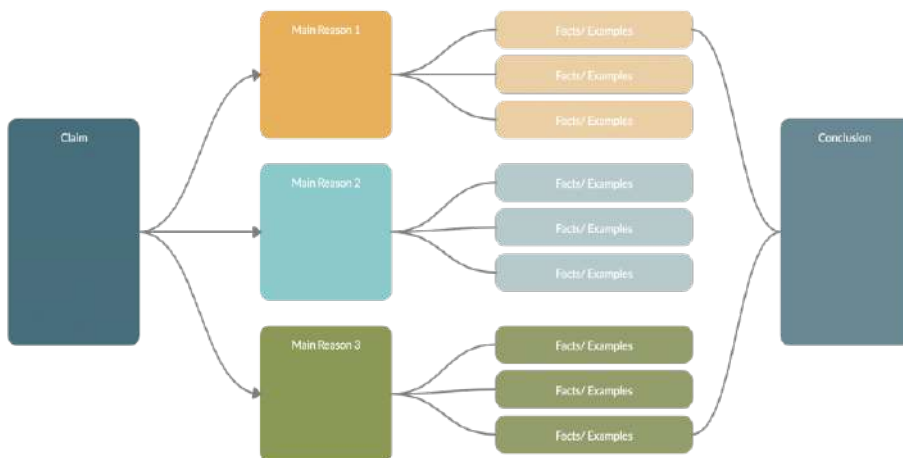 Claim
Main Reason 1
Facts/ Examples
Facts/ Examples
Facts/ Examples
Main Reason 2
Facts/ Examples
Facts/ Examples
Facts/ Examples
Main Reason 3
Facts/ Examples
Facts/ Examples
Facts/ Examples
Conclusion